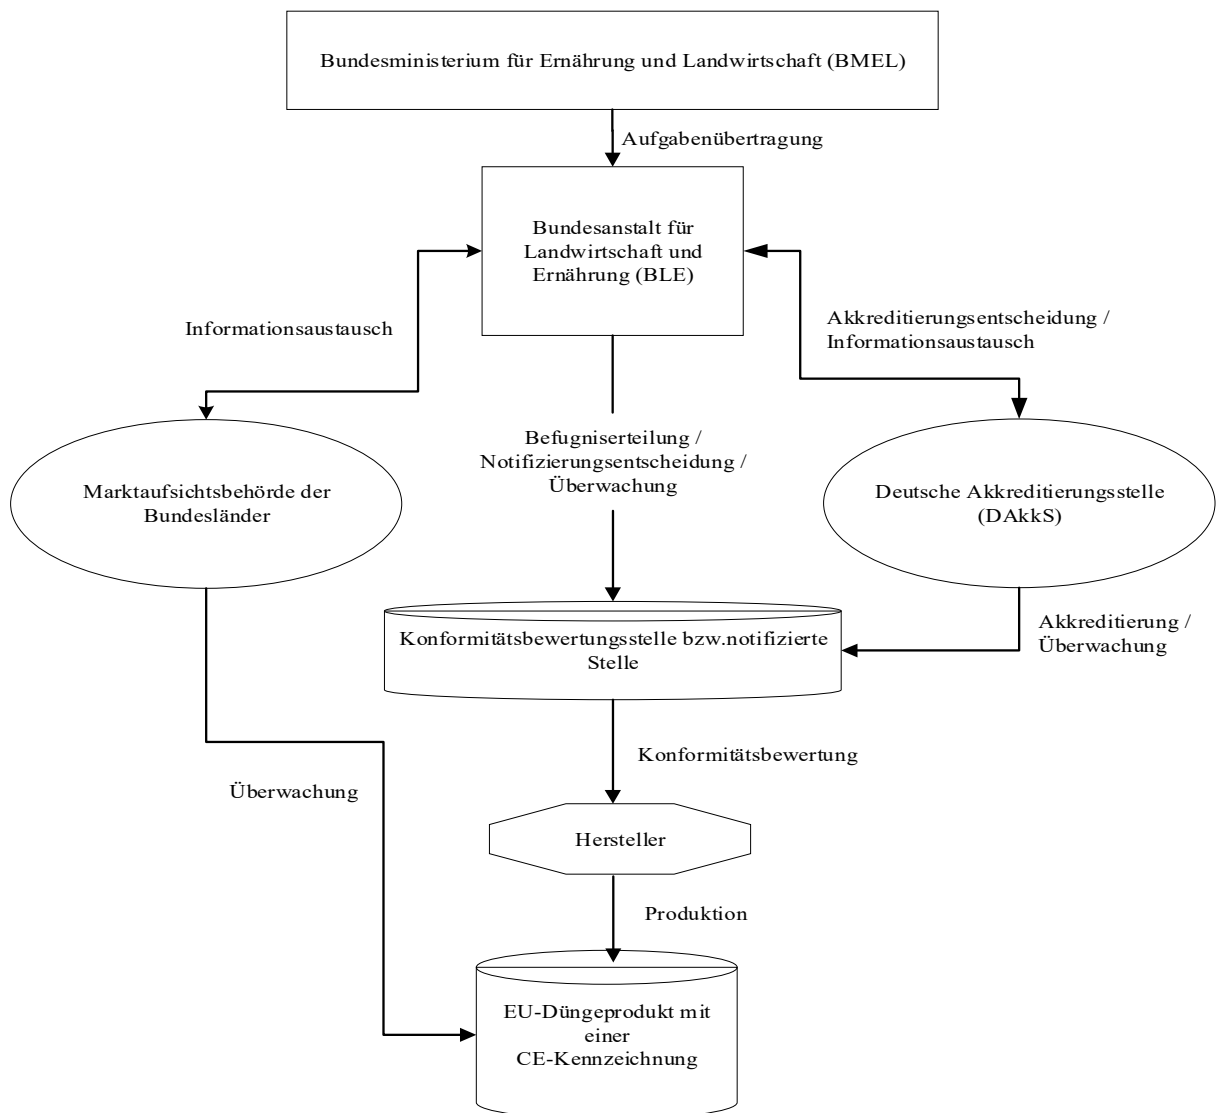 Bundesministerium für Ernährung und Landwirtschaft (BMEL)
Aufgabenübertragung
Bundesanstalt für
Landwirtschaft und
Ernährung (BLE)
Informationsaustausch
Akkreditierungsentscheidung /
Informationsaustausch
Befugniserteilung /
Notifizierungsentscheidung /
Überwachung
Marktaufsichtsbehörde der
Bundesländer
Deutsche Akkreditierungsstelle
(DAkkS)
Konformitätsbewertungsstelle bzw.notifizierte
Stelle
Akkreditierung /
Überwachung
Konformitätsbewertung
Überwachung
Hersteller
Produktion
EU-Düngeprodukt mit
einer
CE-Kennzeichnung